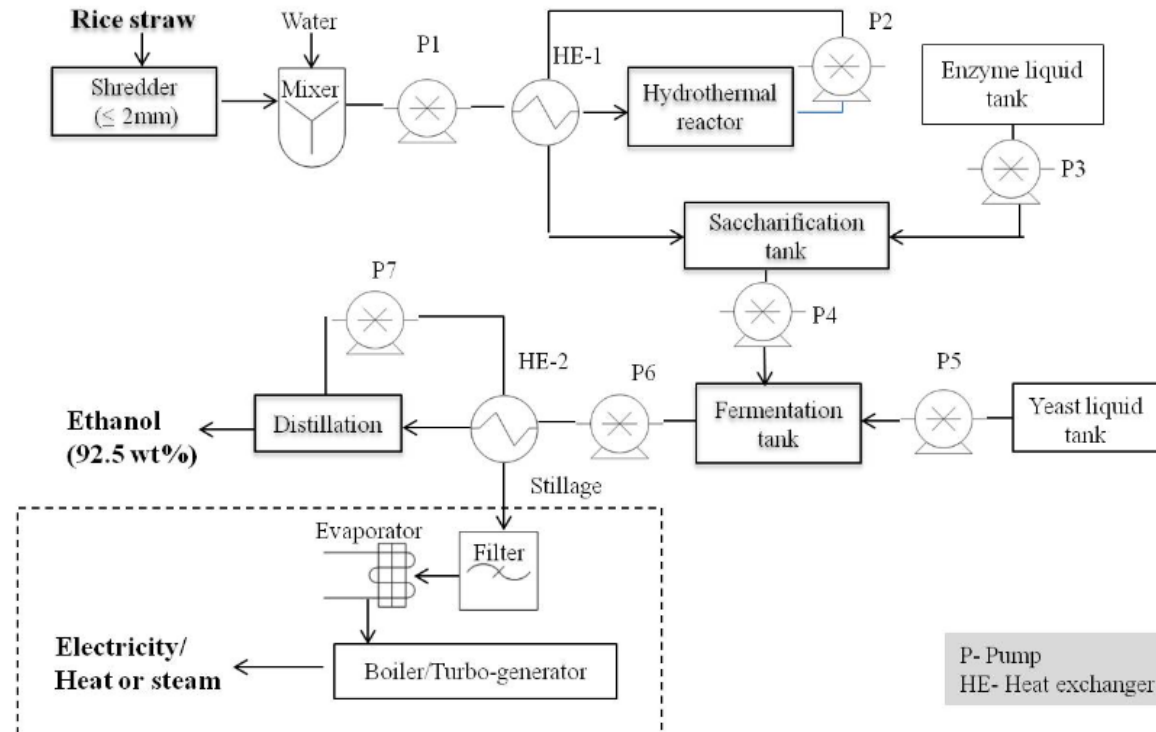 Rice straw
Water
P1
P2
HE-1
Shredder
(≤ 2mm)
Mixer
Hydrothermal
reactor
Enzyme liquid
tank
P3
Saccharification
tank
P4
P7
HE-2
P6
P5
Ethanol
(92.5 wt%)
Distillation
Fermentation
tank
Yeast liquid
tank
Stillage
Evaporator
Filter
Electricity/
Heat or steam
Boiler/Turbo-generator
P- Pump
HE- Heat exchanger